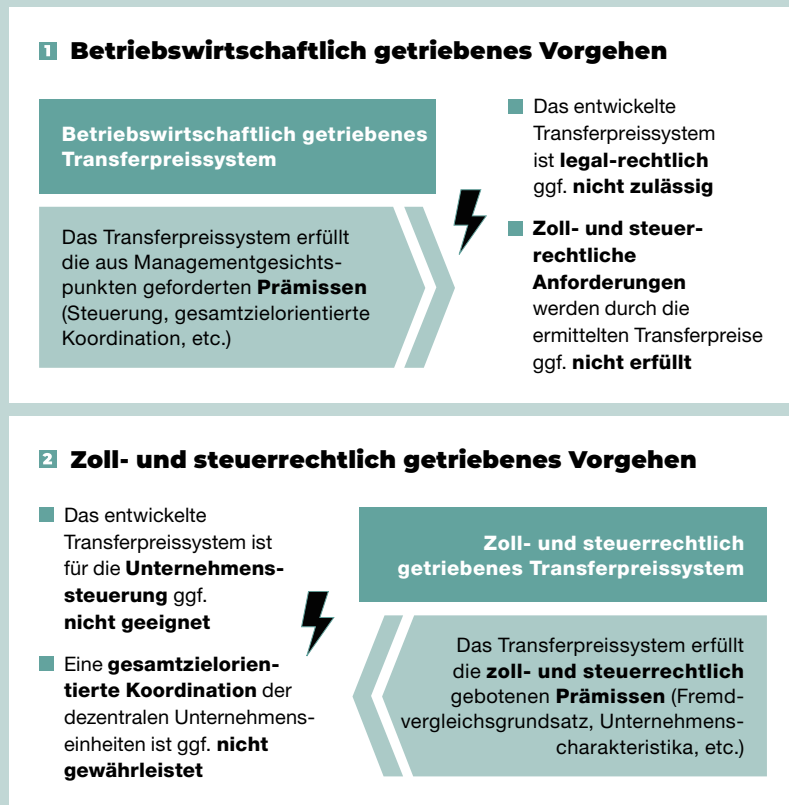 1 Betriebswirtschaftlich getriebenes Vorgehen
Betriebswirtschaftlich getriebenes
Transferpreissystem
Das Transferpreissystem erfüllt
die aus Managementgesichts-
punkten geforderten Prämissen
(Steuerung, gesamtzielorientierte
Koordination, etc.)
Das entwickelte
Transferpreissystem
ist legal-rechtlich
ggf. nicht zulässig
Zoll- und steuer-
rechtliche
Anforderungen
werden durch die
ermittelten Transferpreise
ggf. nicht erfüllt
2 Zoll- und steuerrechtlich getriebenes Vorgehen
Das entwickelte
Transferpreissystem ist
für die Unternehmens-
steuerung ggf.
nicht geeignet
Eine gesamtzielorien-
tierte Koordination der
dezentralen Unternehmens-
einheiten ist ggf. nicht
gewährleistet
Zoll- und steuerrechtlich
getriebenes Transferpreissystem
Das Transferpreissystem erfüllt
die zoll- und steuerrechtlich
gebotenen Prämissen (Fremd-
vergleichsgrundsatz, Unternehmens-
charakteristika, etc.)